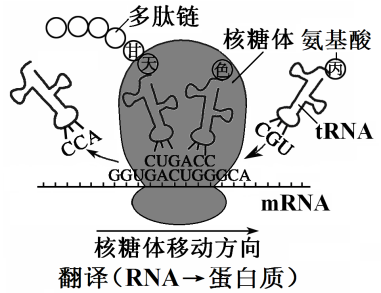 多肽链
甘
天
色
核糖体
氨基酸
丙
CCA
CGU
tRNA
CUGACC
GGUGACUGGGCA
mRNA
核糖体移动方向
翻译(RNA→蛋白质)